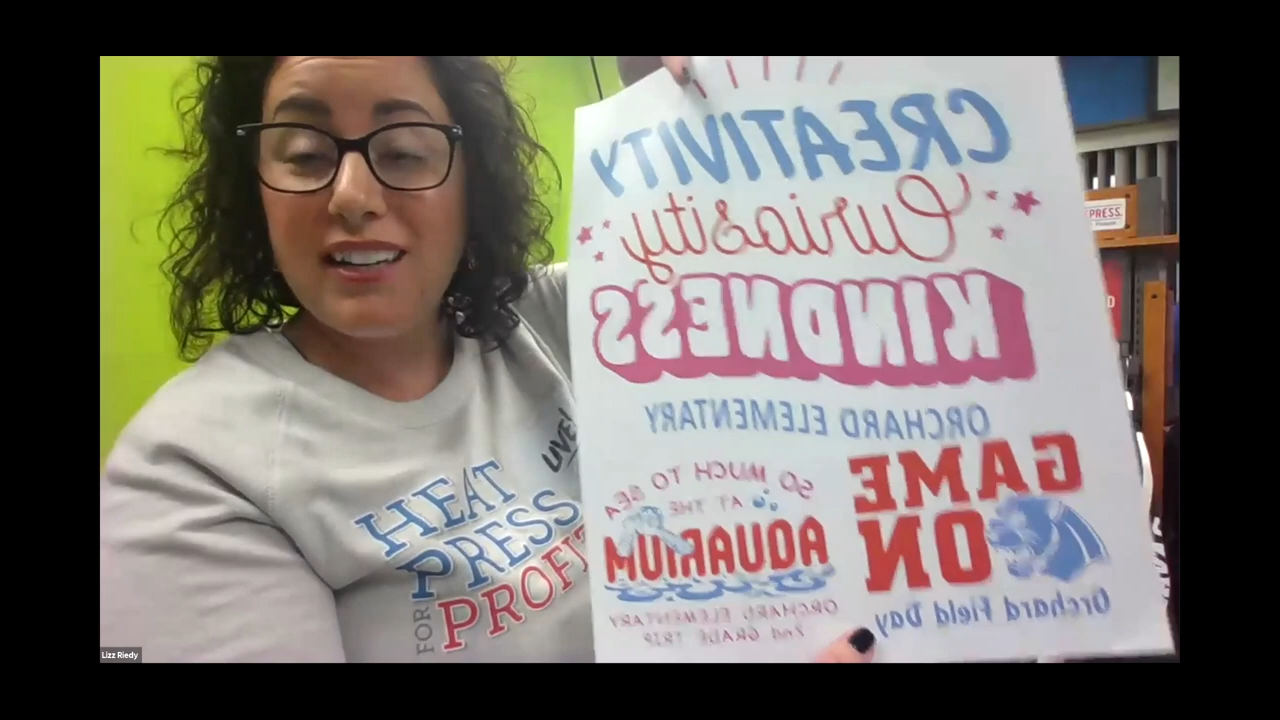 CREATIVITY
Curiosity
KINDNESS
ORCHARD ELEMENTARY
GAME
ON
Orchard Field Day
SO MUCH TO SEA
AT THE
AQUARIUM
ORCHARD ELEMENTARY
2nd GRADE TRIP
LIVE!
HEAT
PRESS
FOR PROFIT
PRESS.
Lizz Riedy